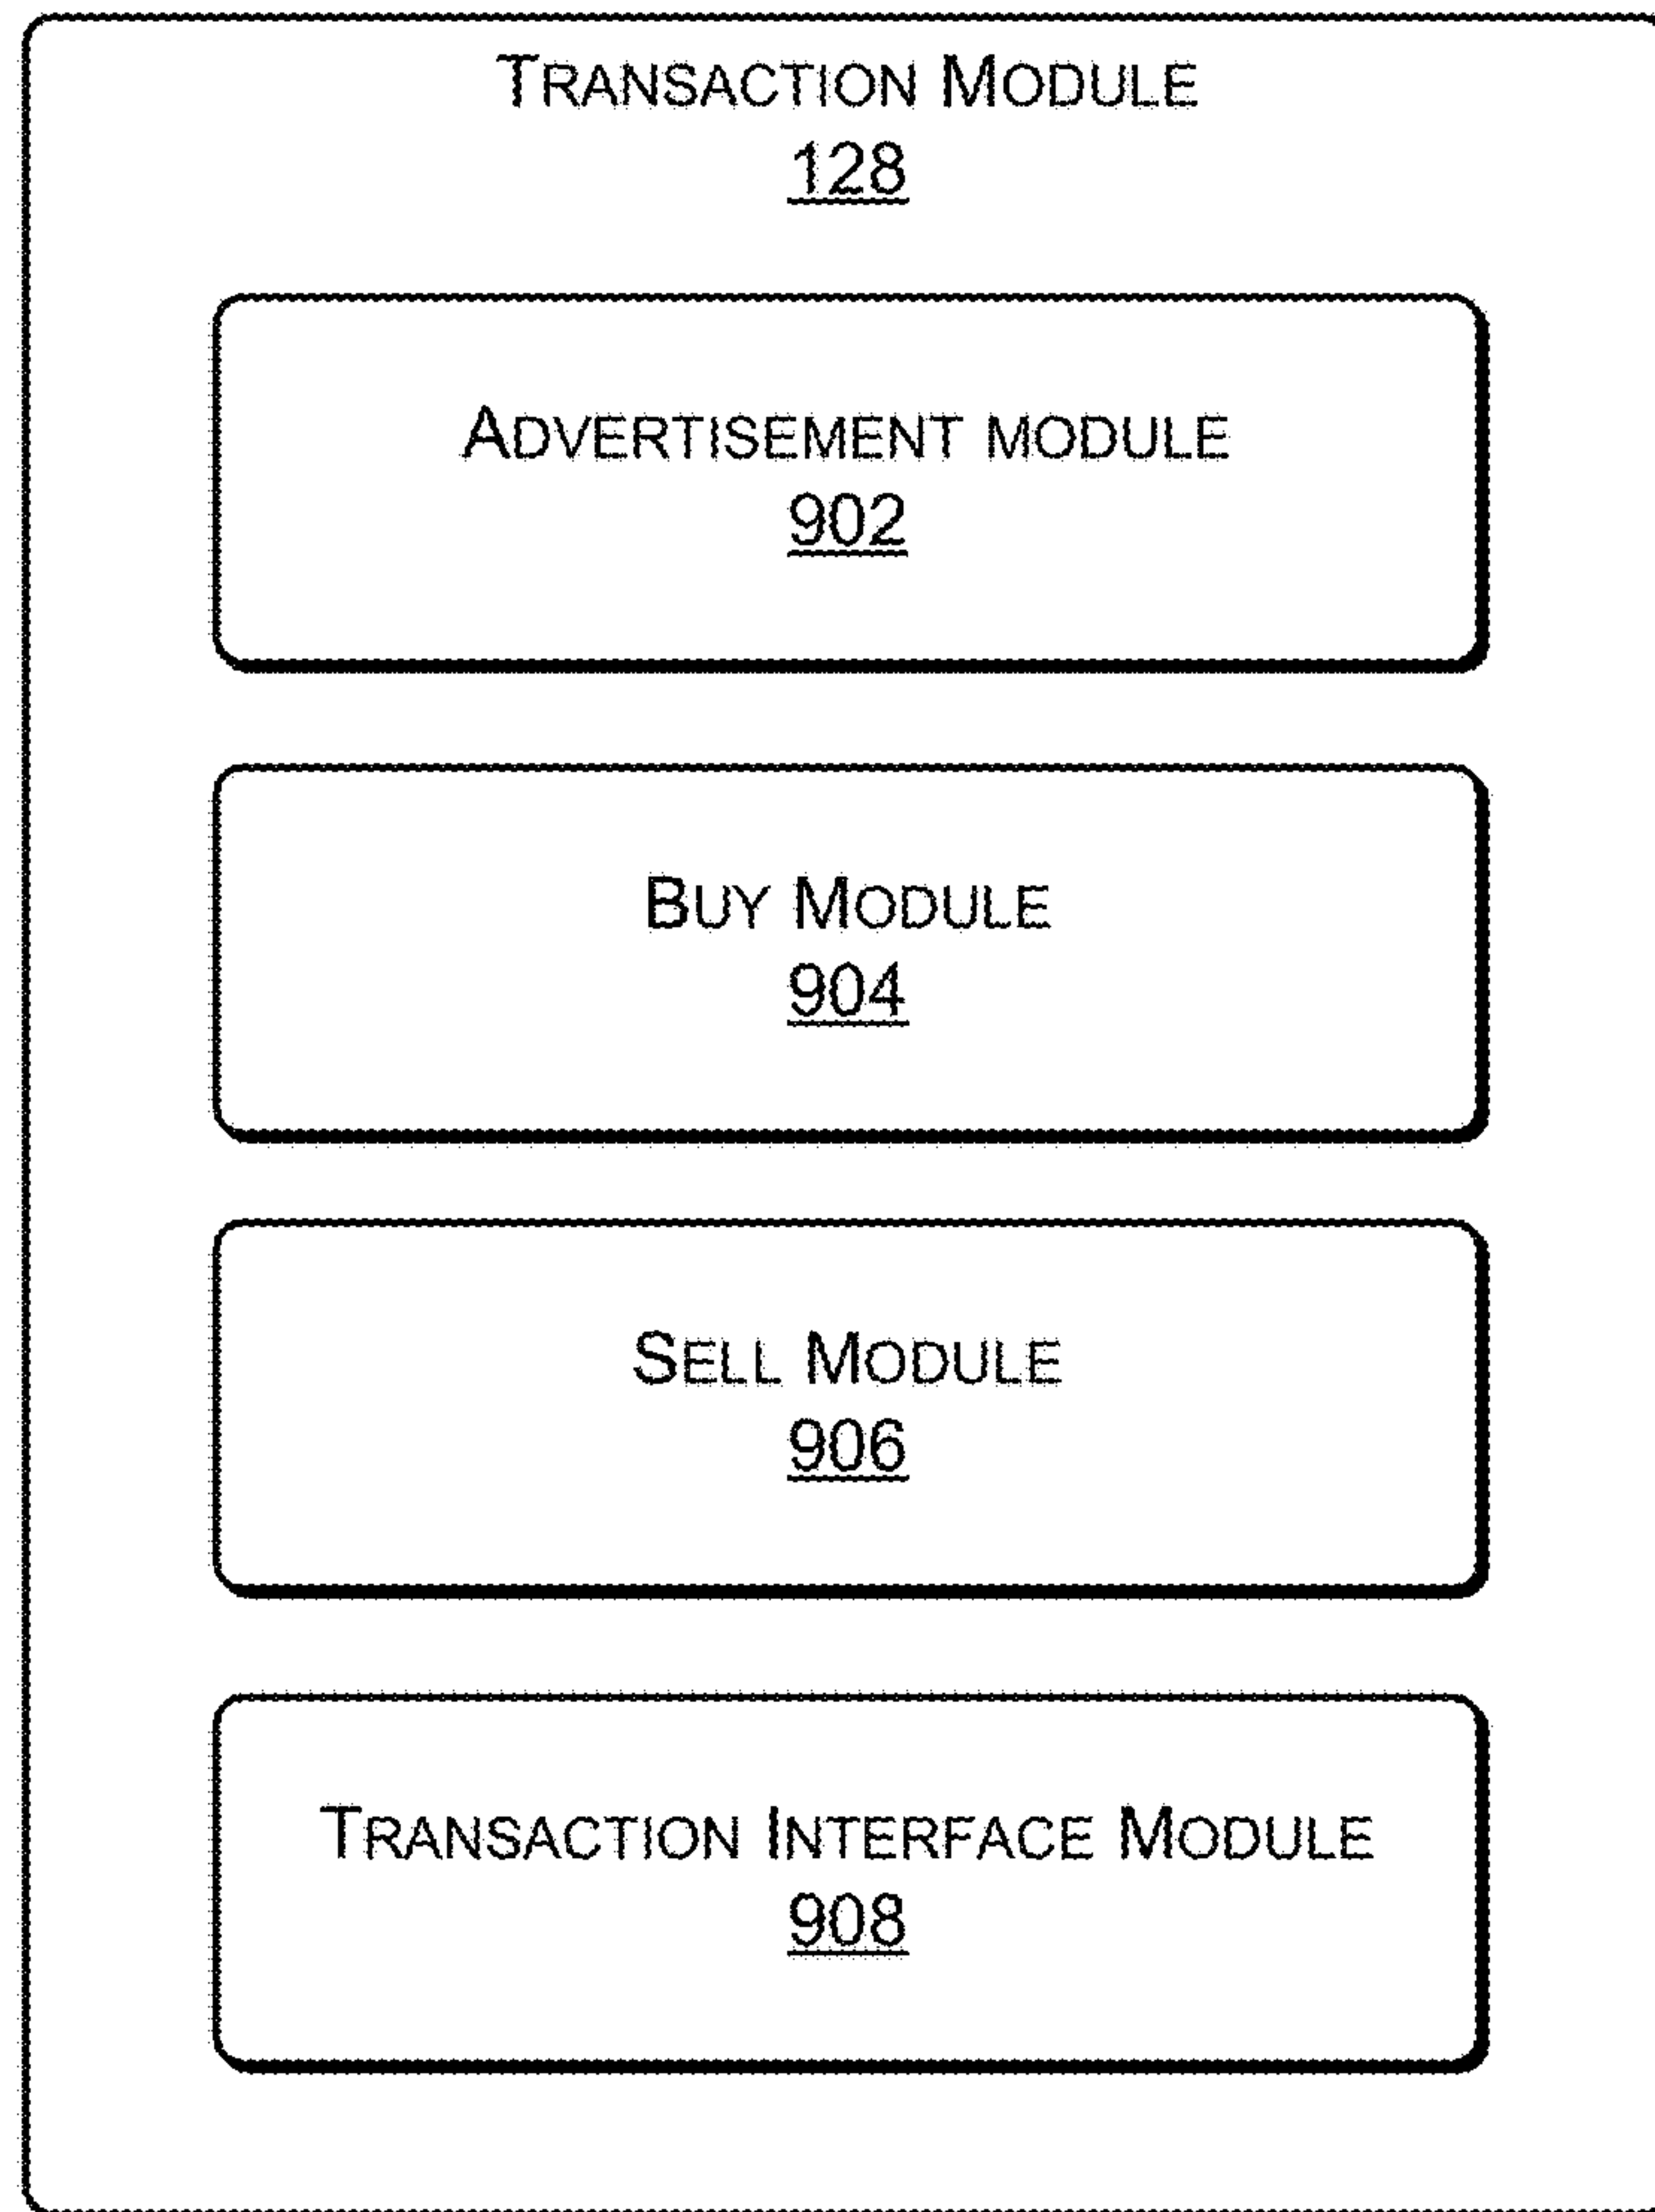 TRANSACTION MODULE
128
ADVERTISEMENT MODULE
902
BUY MODULE
904
SELL MODULE
906
TRANSACTION INTERFACE MODULE
908